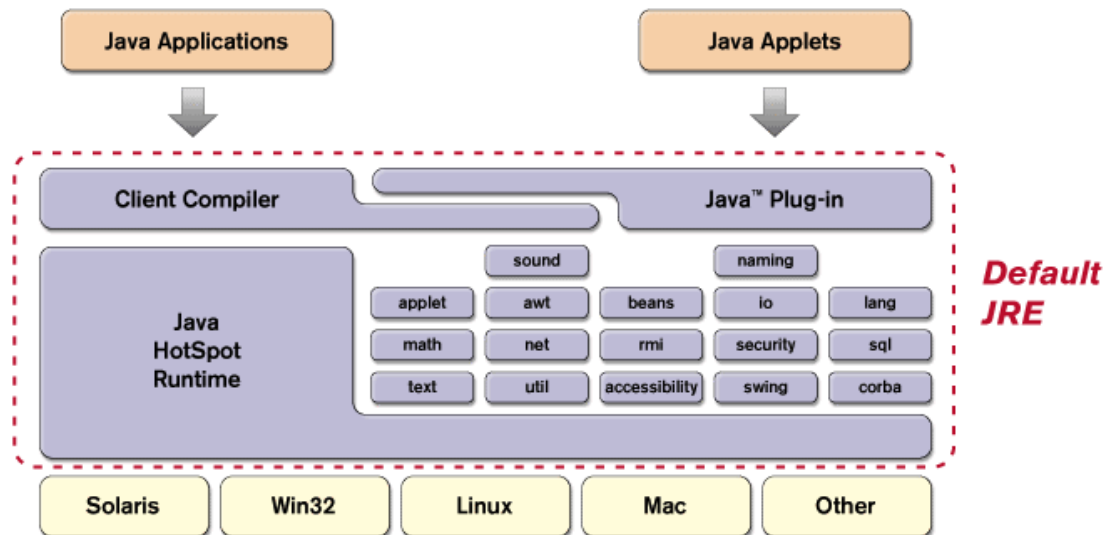 Java Applications
Java Applets
Client Compiler
Java™ Plug-in
sound
naming
applet
awt
beans
io
lang
Java
HotSpot
Runtime
math
net
rmi
security
sql
text
util
accessibility
swing
corba
Default
JRE
Solaris
Win32
Linux
Mac
Other